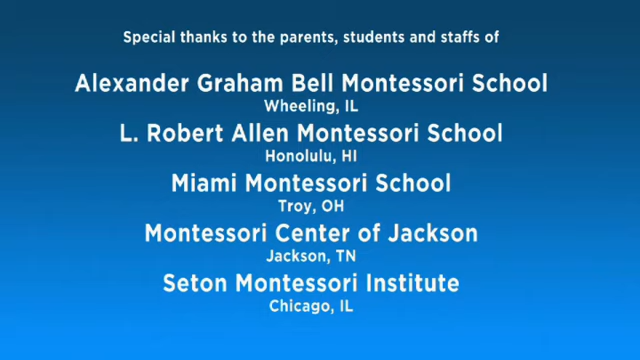 Special thanks to the parents, students and staffs of
Alexander Graham Bell Montessori School
Wheeling, IL
L. Robert Allen Montessori School
Honolulu, HI
Miami Montessori School
Troy, OH
Montessori Center of Jackson
Jackson, TN
Seton Montessori Institute
Chicago, IL